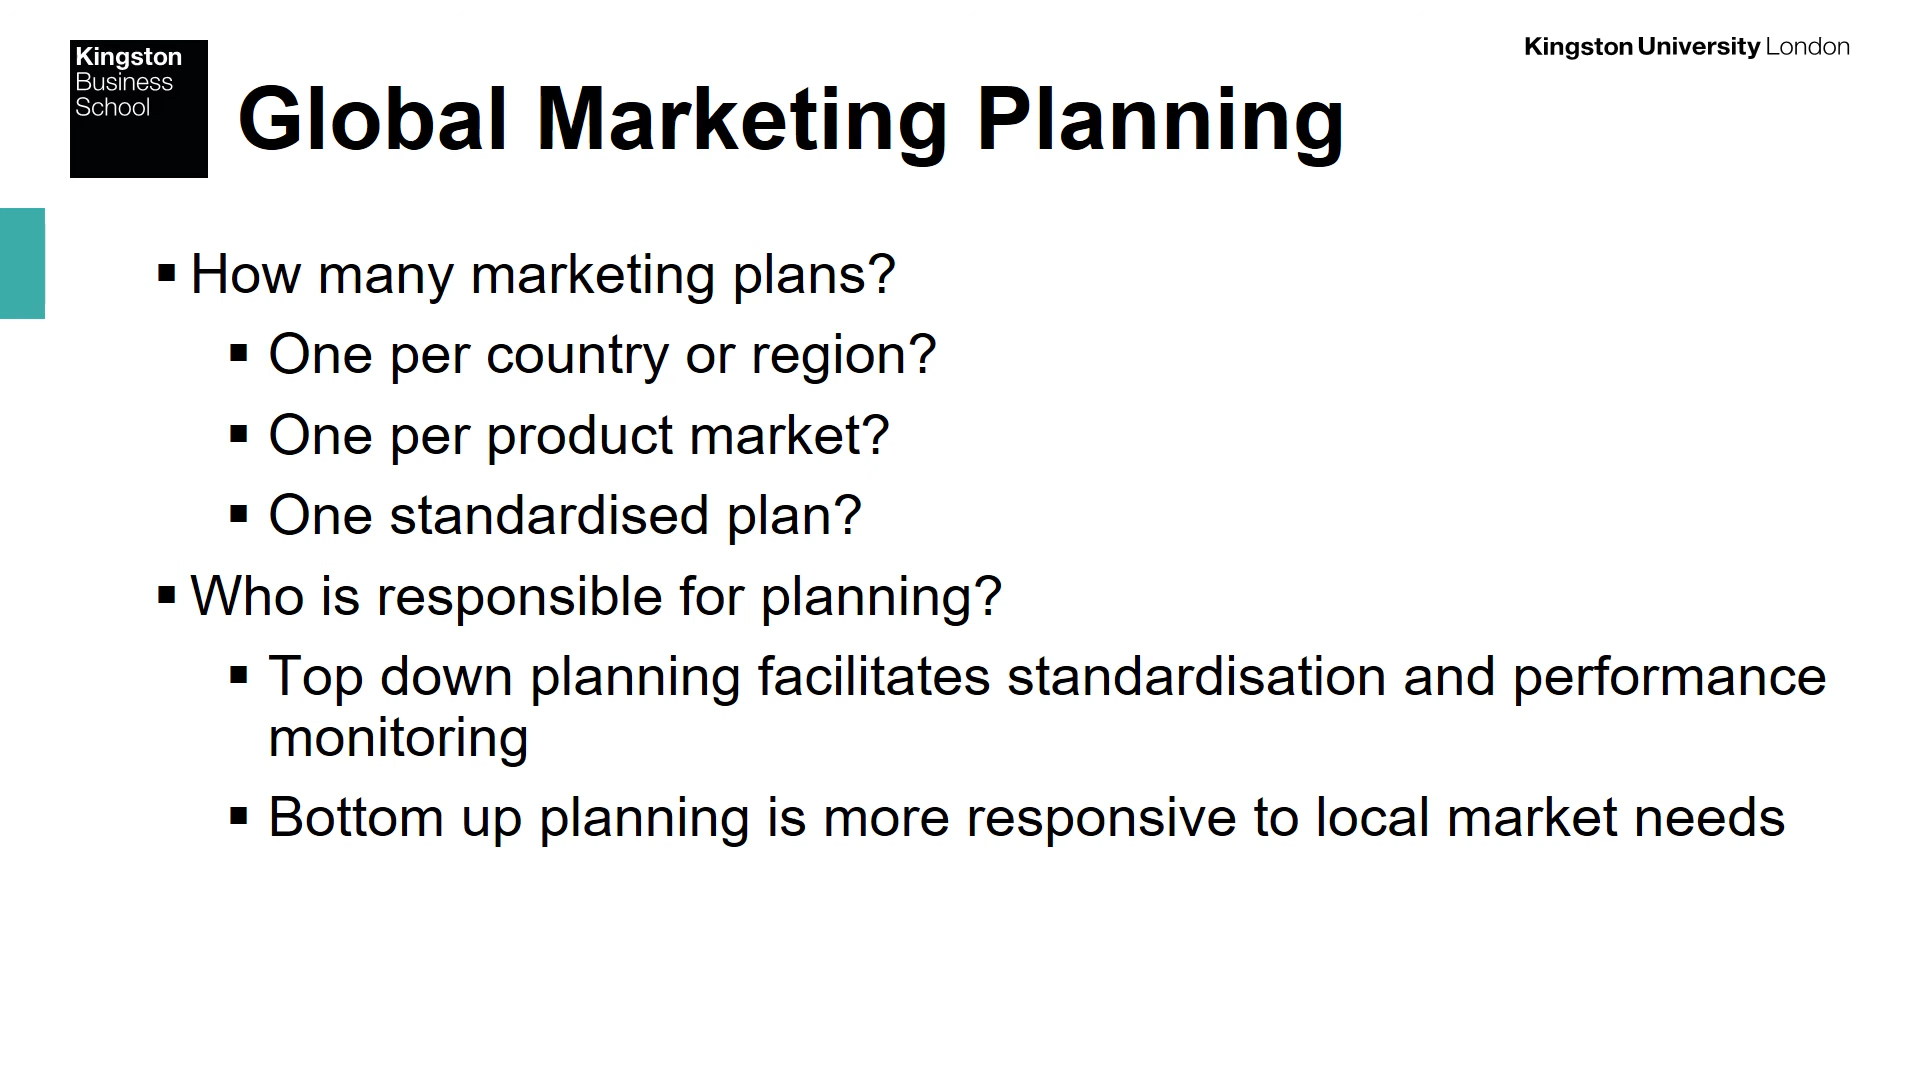 Kingston
Business
School
Kingston University London
Global Marketing Planning
▪ How many marketing plans?
▪ One per country or region?
▪ One per product market?
▪ One standardised plan?
▪ Who is responsible for planning?
▪ Top down planning facilitates standardisation and performance
monitoring
▪ Bottom up planning is more responsive to local market needs